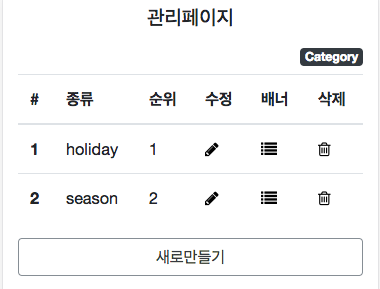 관리페이지
Category
# 종류 순위 수정 배너 삭제
1 holiday 1
2 season 2
새로만들기